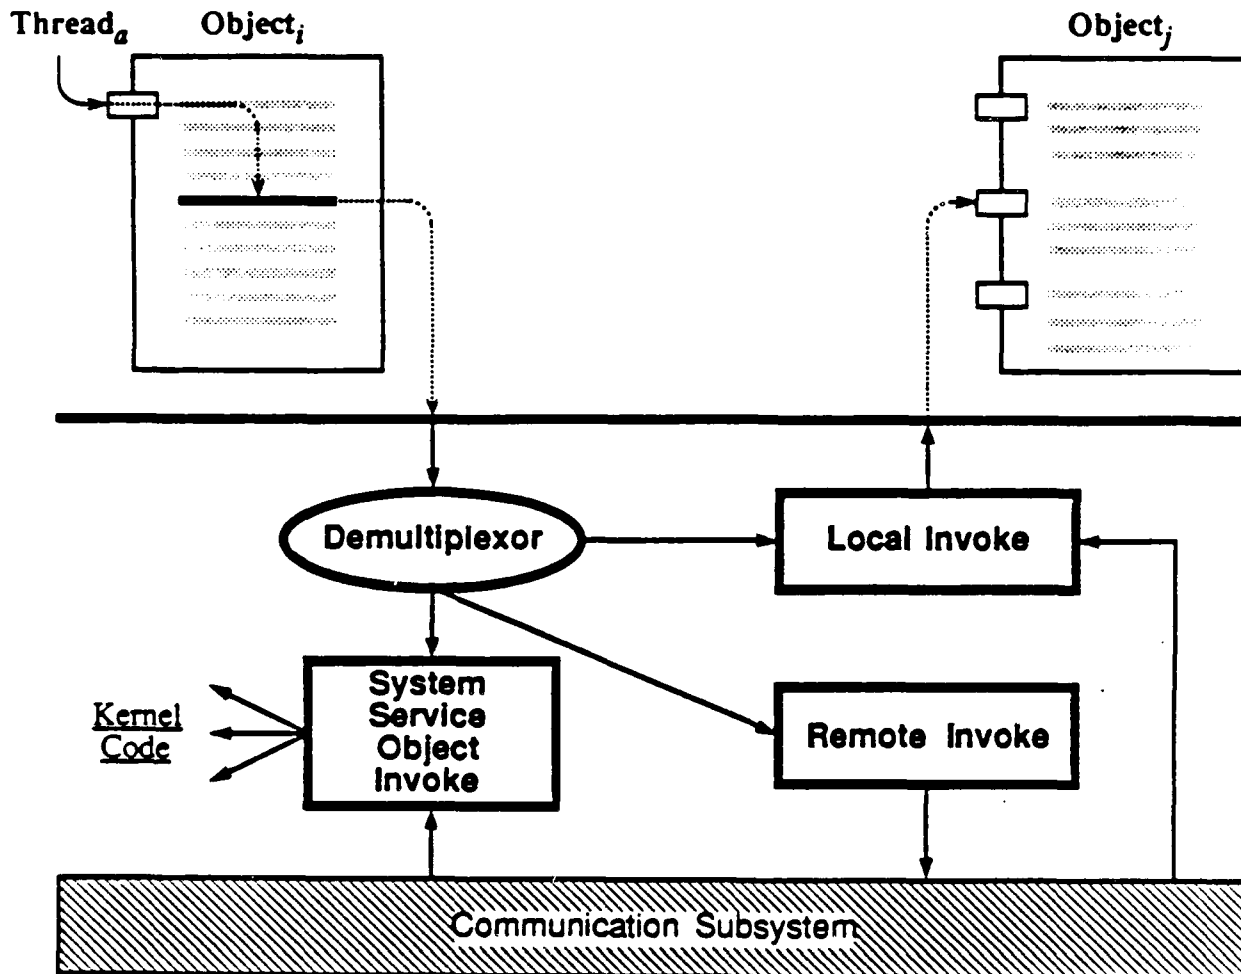 Thread_a
Object_i
Object_j
Demultiplexor
Local Invoke
System
Service
Object
Invoke
Kernel
Code
Remote Invoke
Communication Subsystem